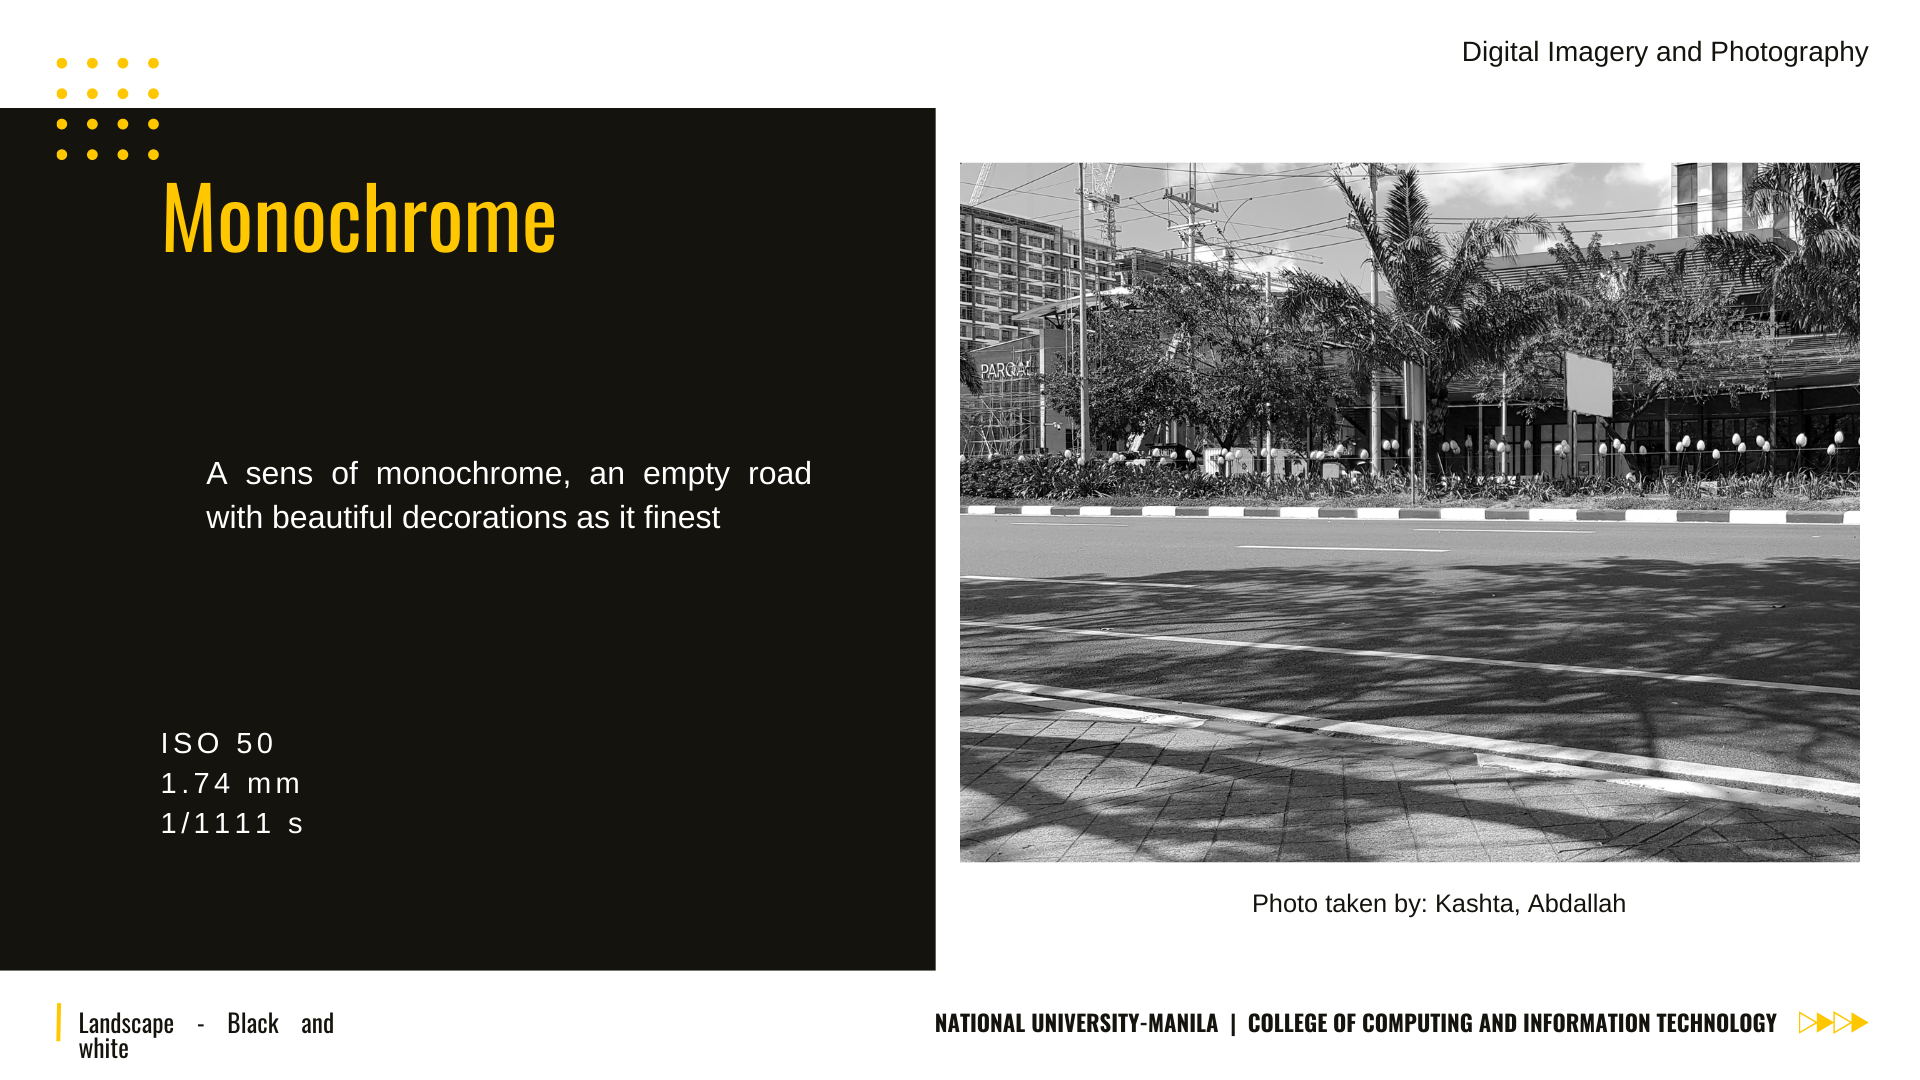 Digital Imagery and Photography
Monochrome
A sens of monochrome, an empty road
with beautiful decorations as it finest
ISO 50
1.74 mm
1/1111 s
PARQAL
Photo taken by: Kashta, Abdallah
Landscape - Black and
white
NATIONAL UNIVERSITY-MANILA | COLLEGE OF COMPUTING AND INFORMATION TECHNOLOGY